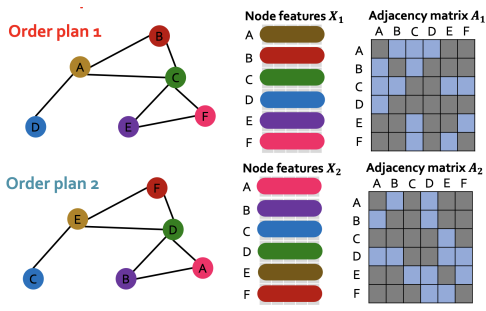 Order plan 1
A
B
C
D
E
F
Node features X₁
A
B
C
D
E
F
Adjacency matrix A₁
A B C D E F
A
B
C
D
E
F
Order plan 2
F
E
D
C
B
A
Node features X₂
A
B
C
D
E
F
Adjacency matrix A₂
A B C D E F
A
B
C
D
E
F